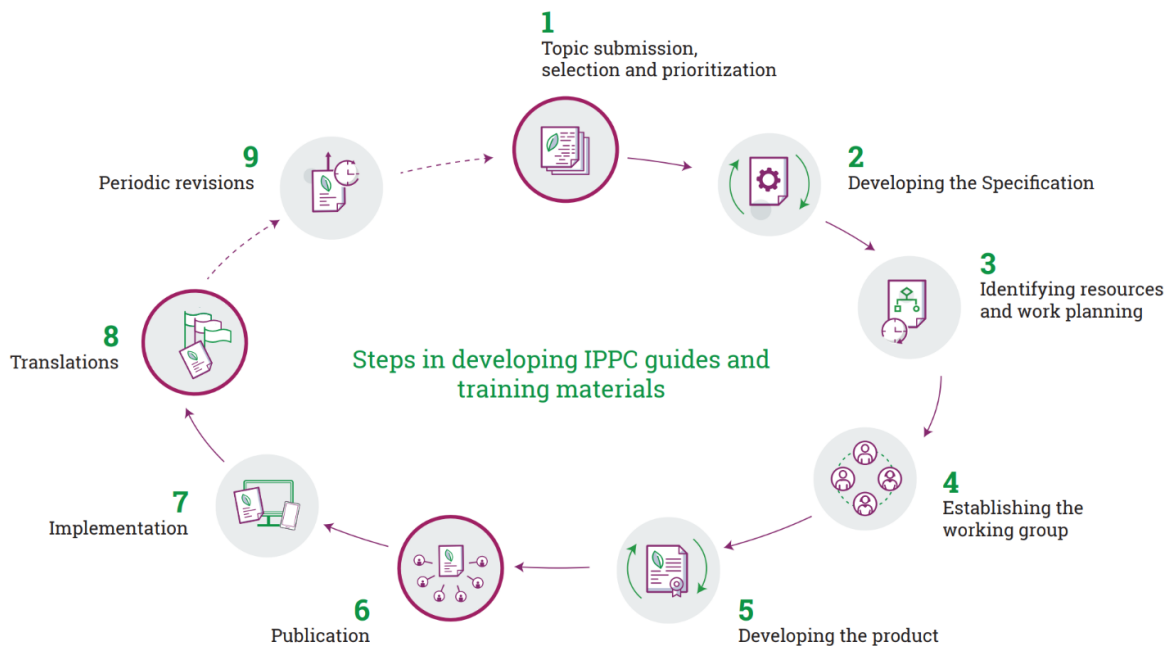 1
Topic submission,
selection and prioritization
2
Developing the Specification
3
Identifying resources
and work planning
4
Establishing the
working group
5
Developing the product
6
Publication
7
Implementation
8
Translations
9
Periodic revisions
Steps in developing IPPC guides and
training materials